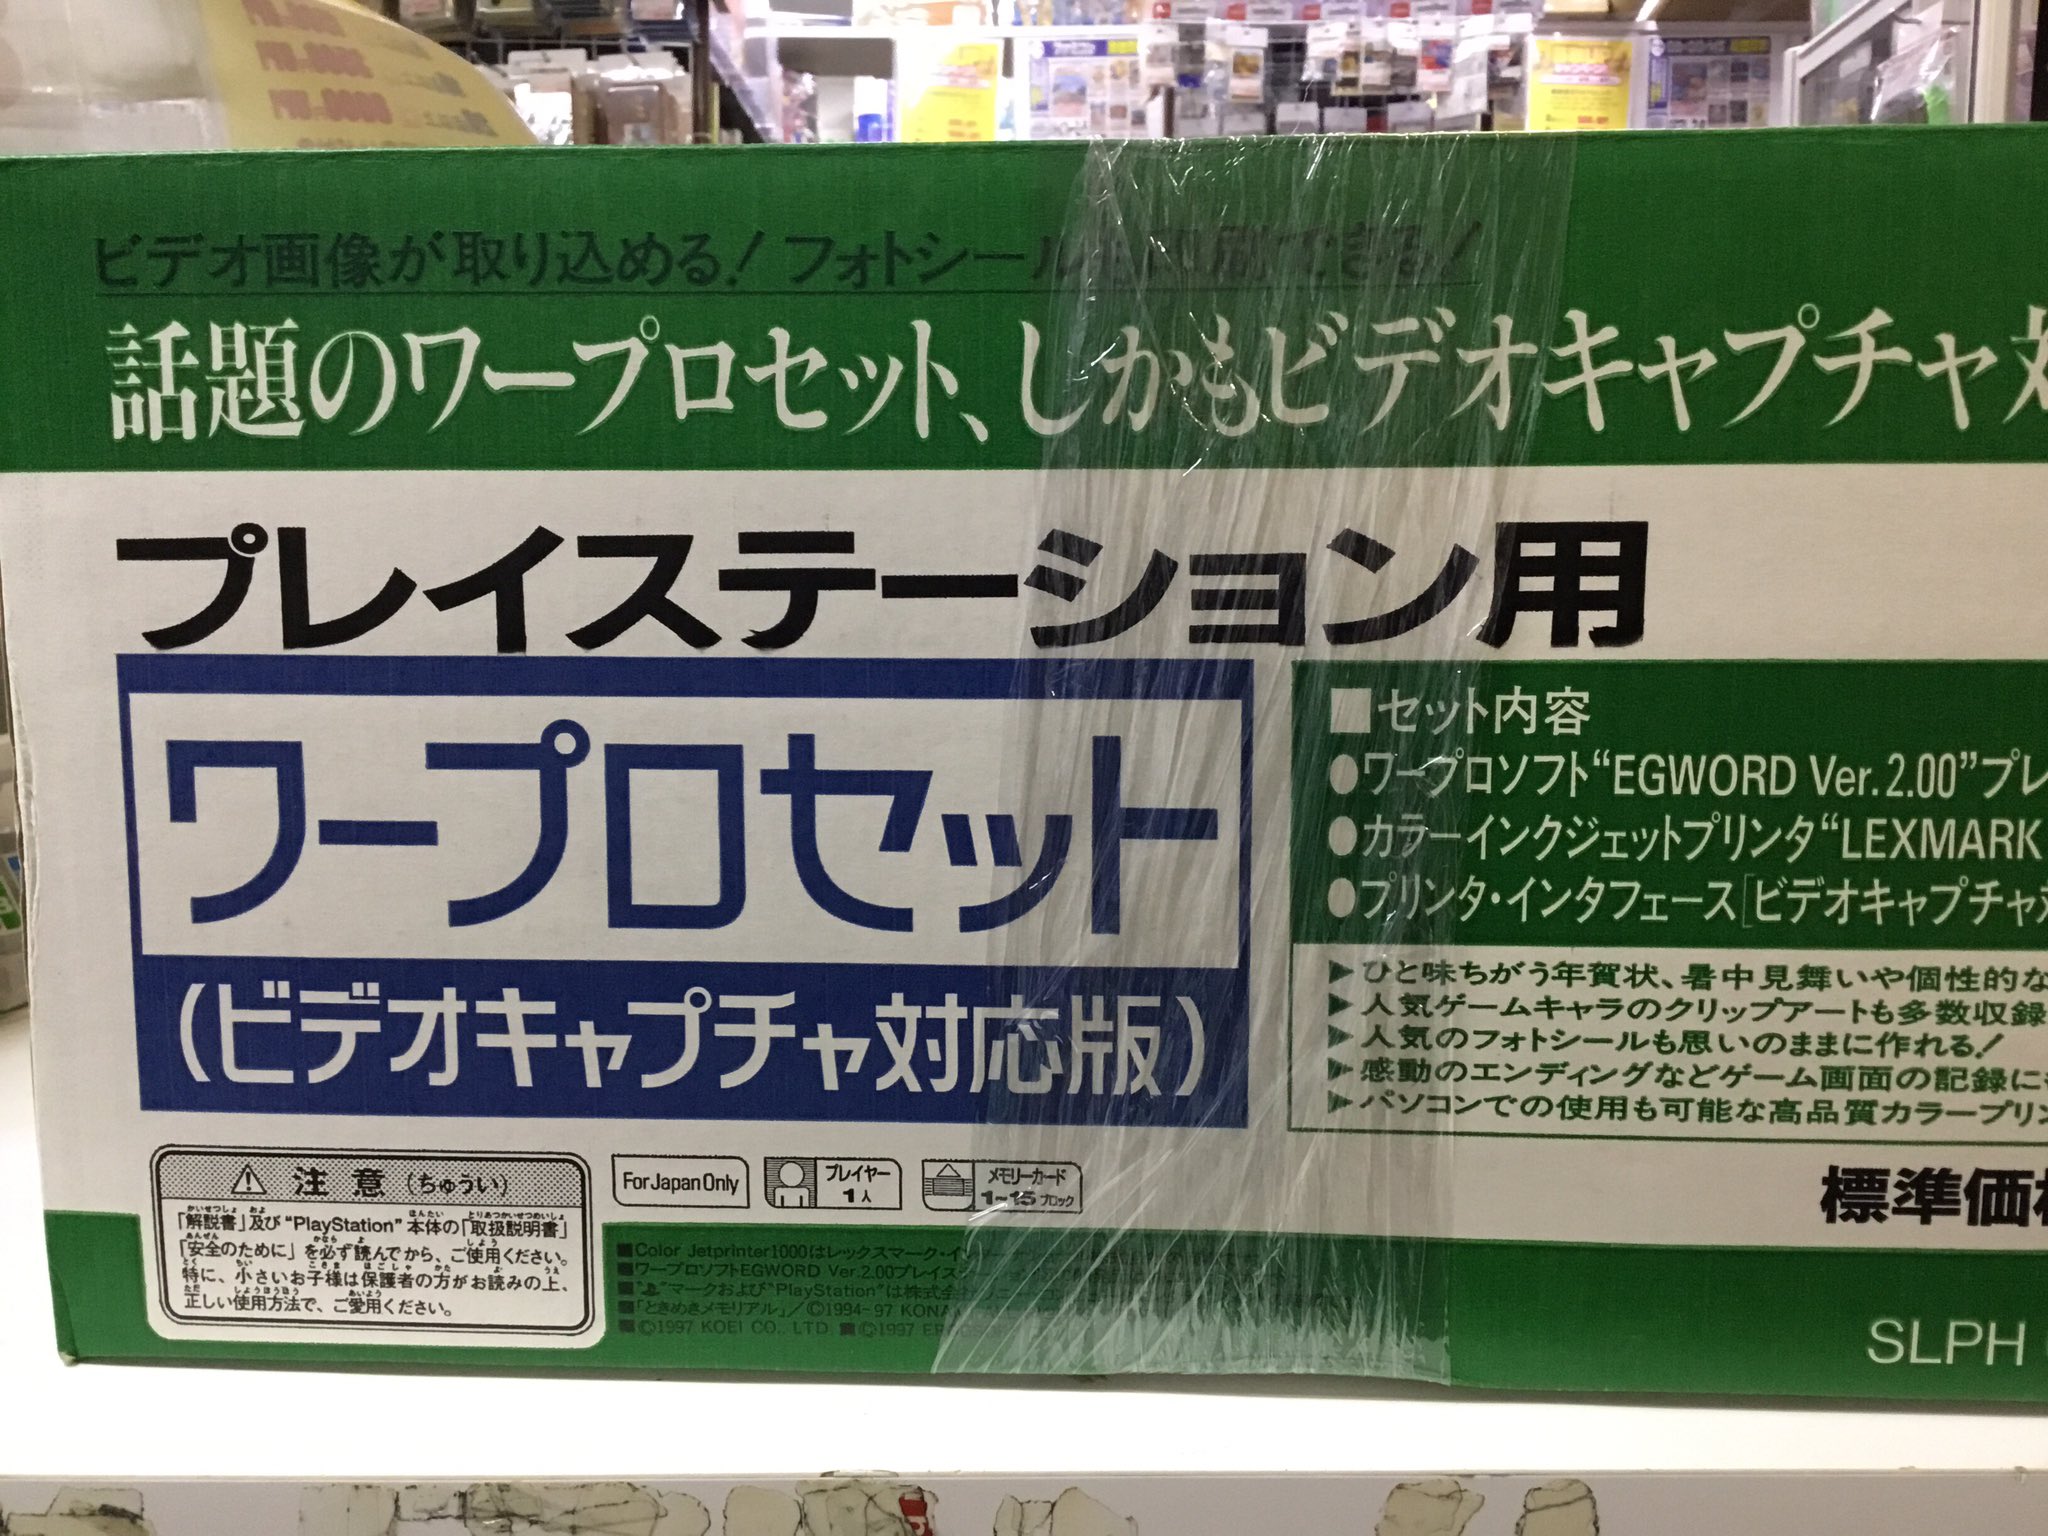 ビデオ画像が取り込める! フォトシールも印刷できる!
話題のワープロセット、しかもビデオキャプチャ対
プレイステーション用
ワープロセット
(ビデオキャプチャ対応版)
■セット内容
●ワープロソフト“EGWORD Ver.2.00”プレ
●カラーインクジェットプリンタ“LEXMARK
●プリンタ・インタフェース[ビデオキャプチャ
▶ひと味ちがう年賀状、暑中見舞いや個性的な
▶人気ゲームキャラのクリップアートも多数収録
▶人気のフォトシールも思いのままに作れる!
▶感動のエンディングなどゲーム画面の記録に
▶パソコンでの使用も可能な高品質カラープリン
標準価格
注意(ちゅうい)
「解説書」及び“PlayStation”本体の「取扱説明書」
「安全のために」を必ず読んでから、ご使用ください。
特に、小さいお子様は保護者の方がお読みの上、
正しい使用方法で、ご愛用ください。
For Japan Only
プレイヤー
1人
メモリーカード
1~15ブロック
■Color Jetprinter1000はレックスマーク・イン
■ワープロソフトEGWORD Ver.2.00プレイス
マークおよび“PlayStation”は株式会社
■「ときめきメモリアル」/©1994-97 KONA
■©1997 KOEI CO., LTD. ■©1997
SLPH